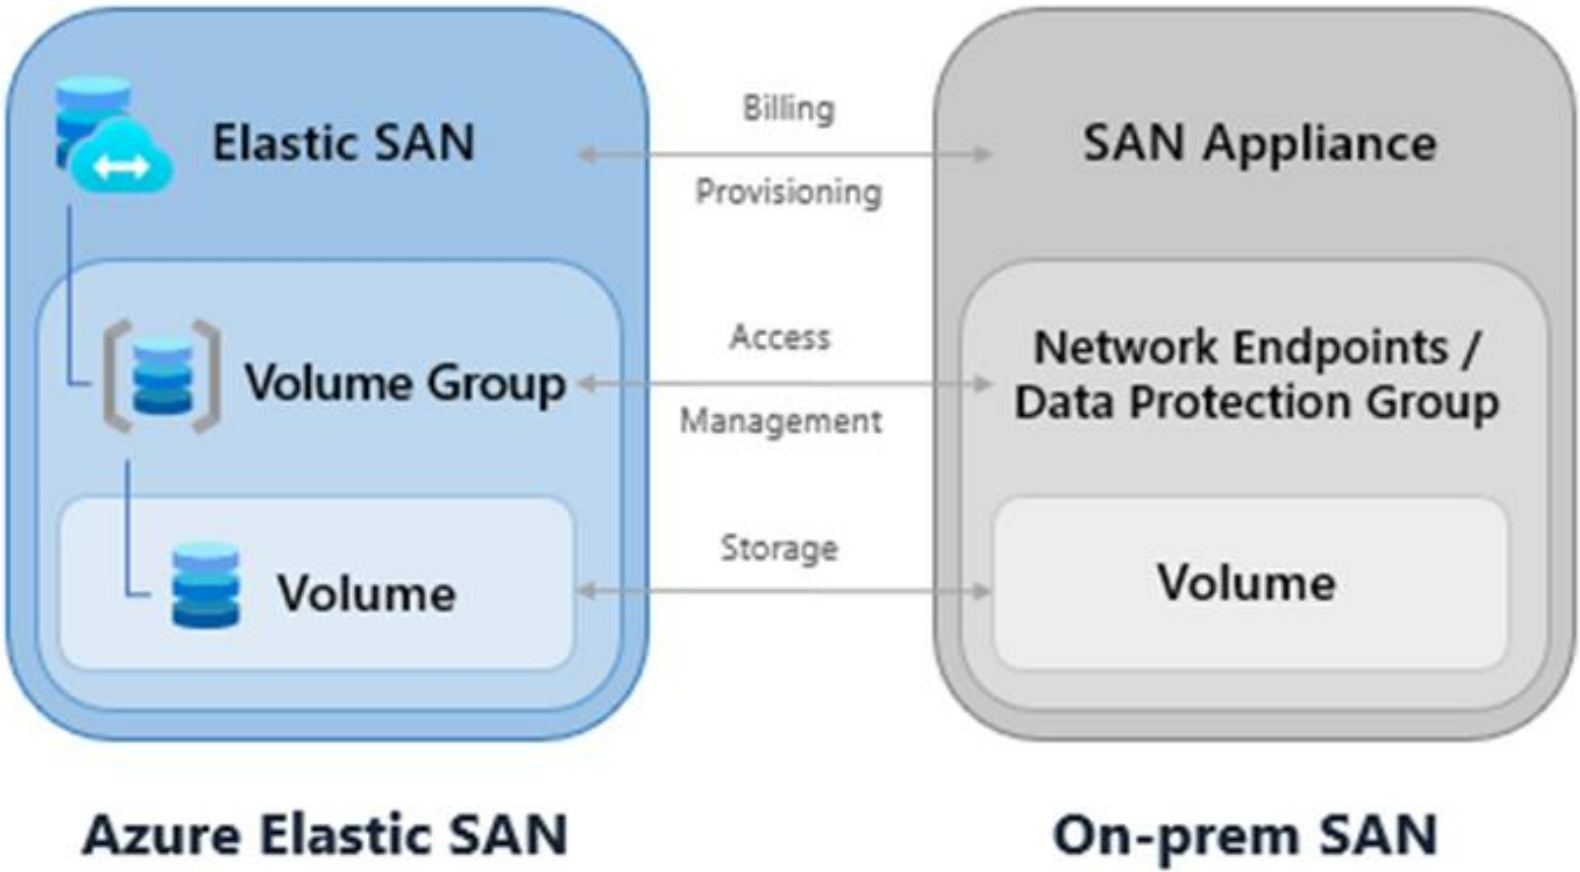 Elastic SAN
Billing
Provisioning
SAN Appliance
Volume Group
Access
Management
Network Endpoints /
Data Protection Group
Volume
Storage
Volume
Azure Elastic SAN
On-prem SAN